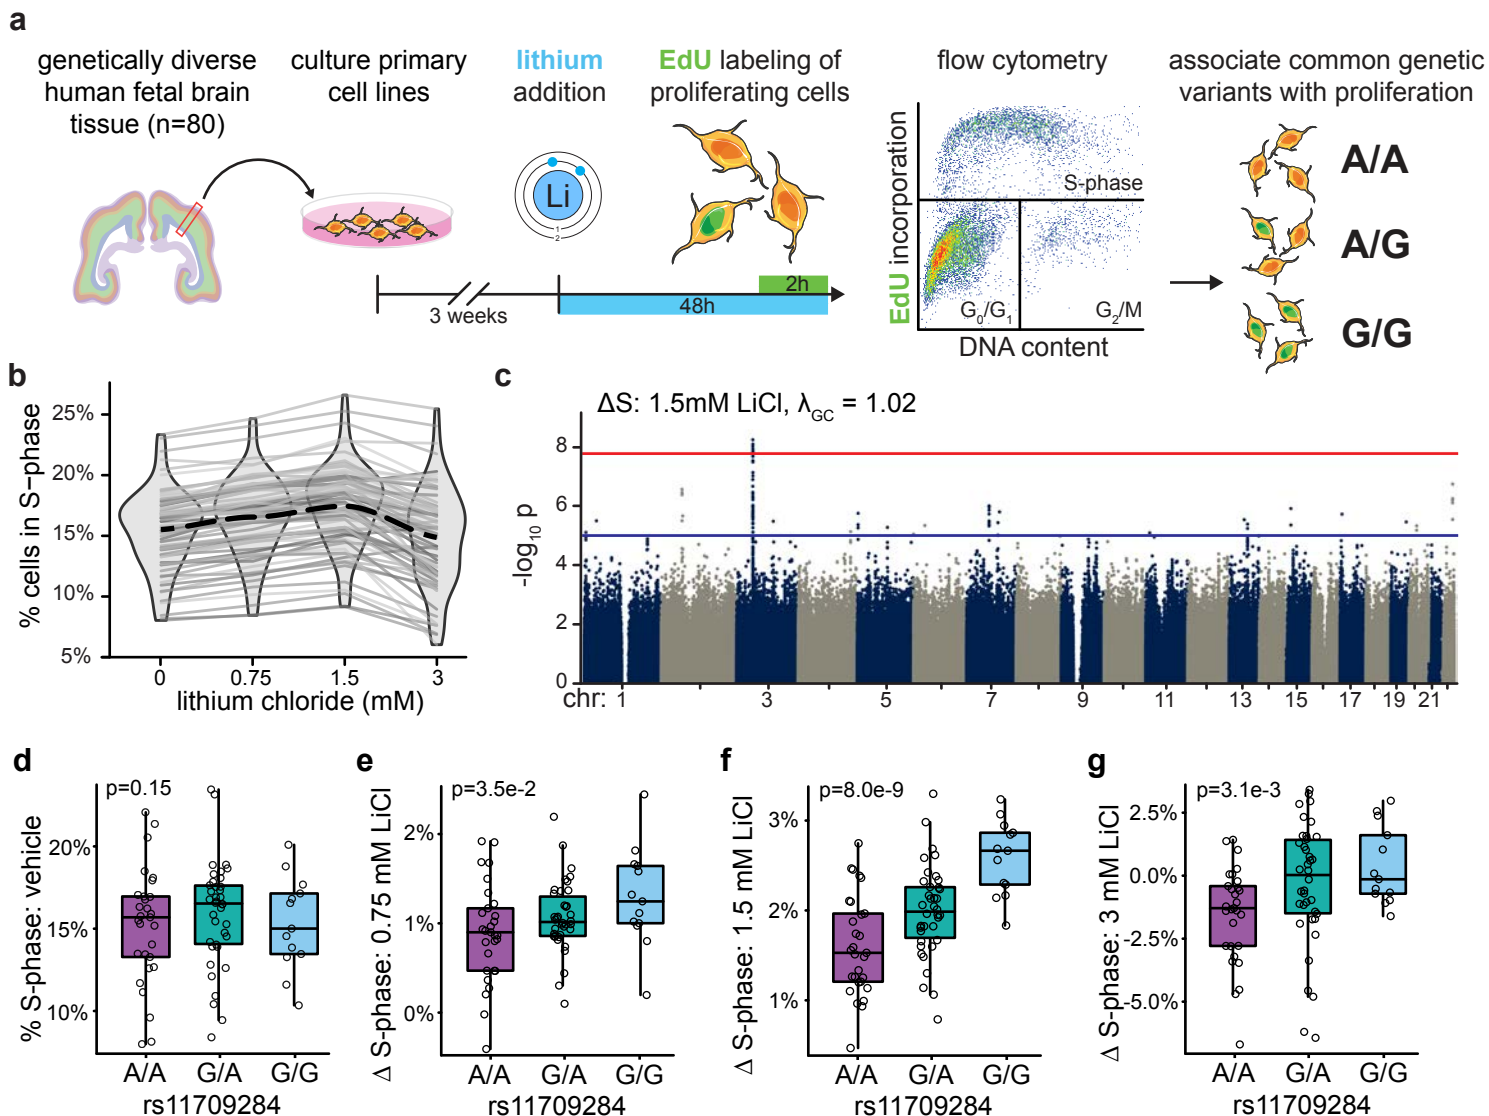 a
genetically diverse
human fetal brain
tissue (n=80)
culture primary
cell lines
lithium
addition
EdU labeling of
proliferating cells
flow cytometry
associate common genetic
variants with proliferation
Li
1
2
3 weeks
48h
2h
EdU incorporation
S-phase
G0/G1
G2/M
DNA content
A/A
A/G
G/G
b
% cells in S−phase
25%
20%
15%
10%
5%
0
0.75
1.5
3
lithium chloride (mM)
c
ΔS: 1.5mM LiCl, λGC = 1.02
-log10 p
8
6
4
2
0
chr:
1
3
5
7
9
11
13
15
17
19
21
d
p=0.15
% S-phase: vehicle
20%
15%
10%
A/A
G/A
G/G
rs11709284
e
p=3.5e-2
Δ S-phase: 0.75 mM LiCl
2%
1%
0%
A/A
G/A
G/G
rs11709284
f
p=8.0e-9
Δ S-phase: 1.5 mM LiCl
3%
2%
1%
A/A
G/A
G/G
rs11709284
g
p=3.1e-3
Δ S-phase: 3 mM LiCl
2.5%
0.0%
-2.5%
-5.0%
A/A
G/A
G/G
rs11709284